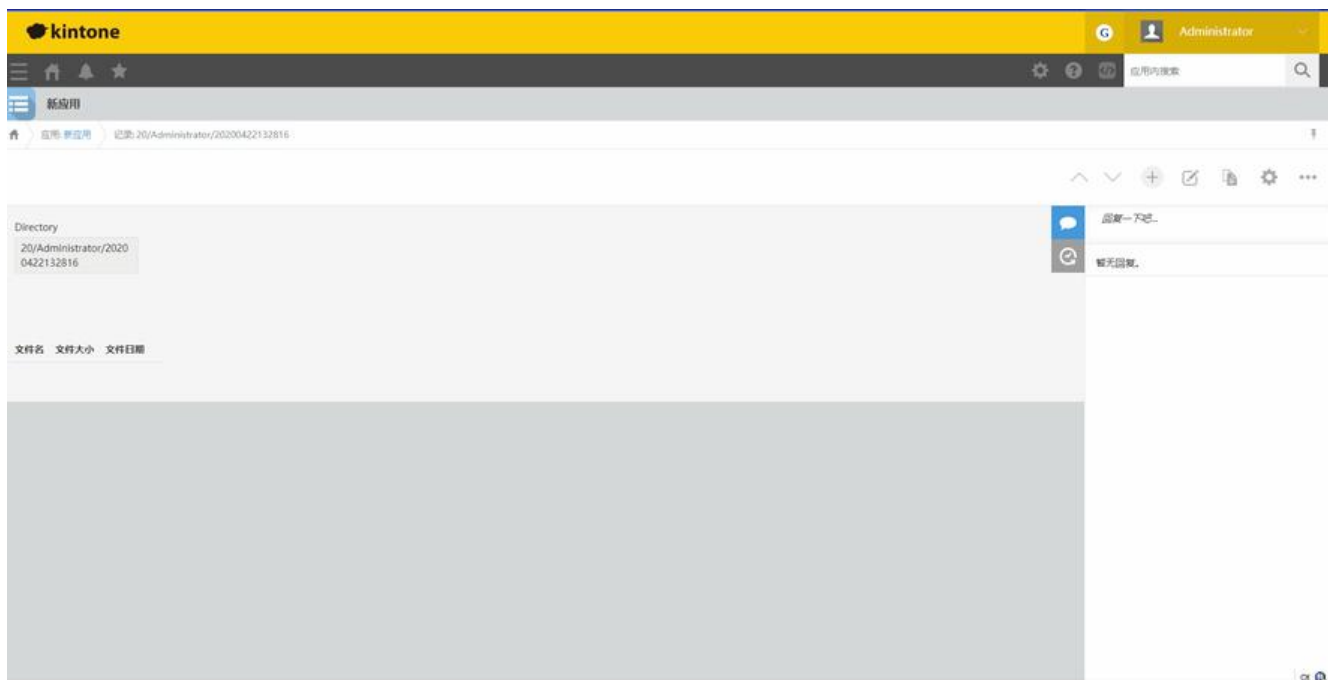 kintone
G
Administrator
应用内搜索
新应用
应用: 新应用
记录: 20/Administrator/20200422132816
Directory
20/Administrator/2020
0422132816
回复一下吧...
暂无回复。
文件名 文件大小 文件日期